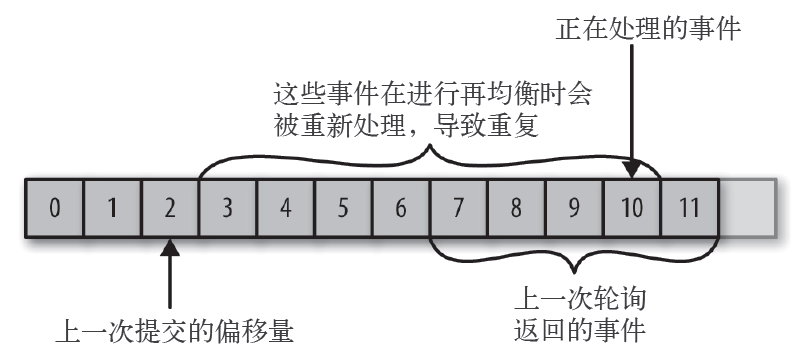 正在处理的事件
这些事件在进行再均衡时会
被重新处理，导致重复
0 1 2 3 4 5 6 7 8 9 10 11
上一次提交的偏移量
上一次轮询
返回的事件